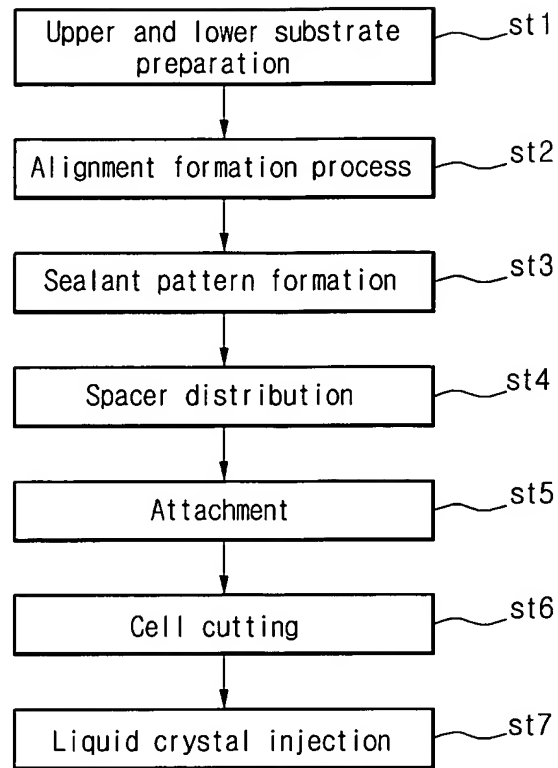 Upper and lower substrate
preparation
st1
Alignment formation process
st2
Sealant pattern formation
st3
Spacer distribution
st4
Attachment
st5
Cell cutting
st6
Liquid crystal injection
st7